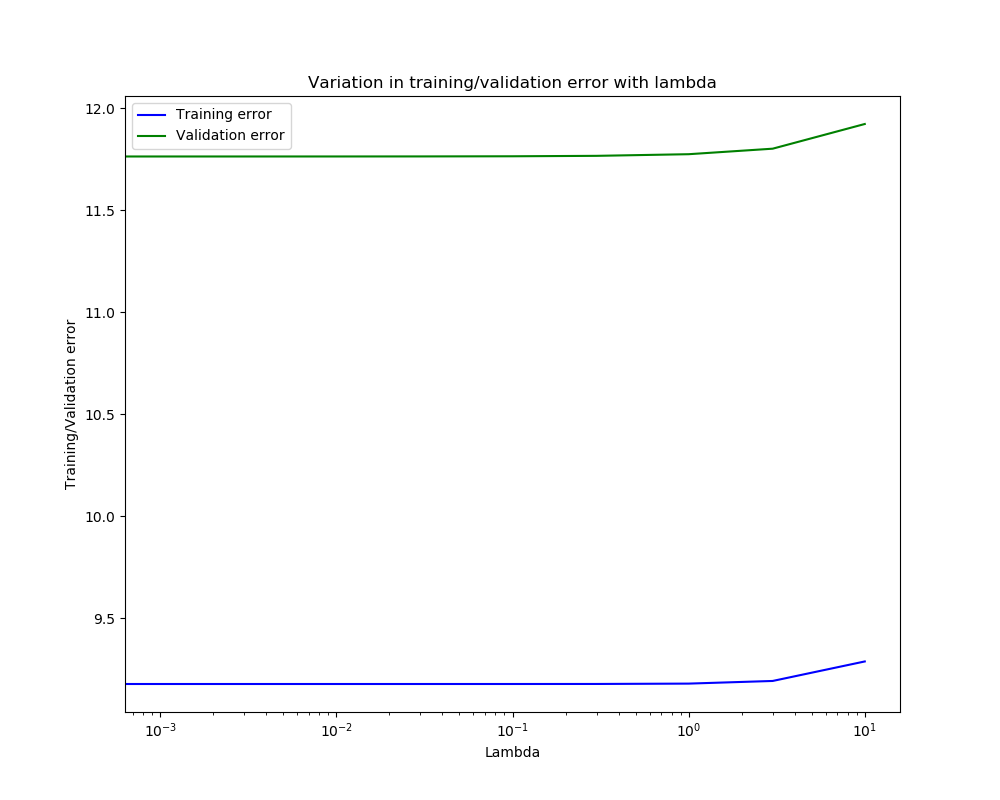 Variation in training/validation error with lambda
Training error
Validation error
12.0
11.5
11.0
10.5
10.0
9.5
Training/Validation error
10⁻³ 10⁻² 10⁻¹ 10⁰ 10¹
Lambda